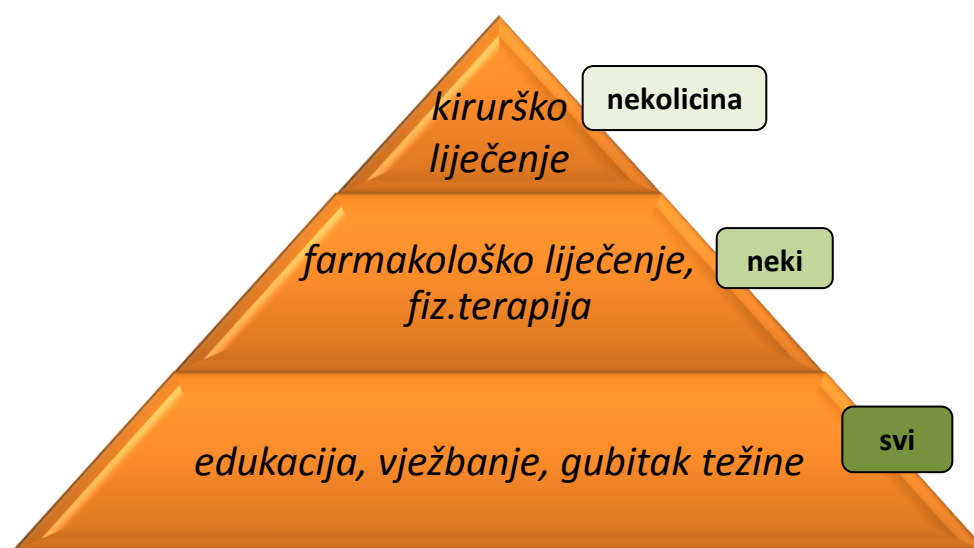 kirurško
liječenje
nekolicina
farmakološko liječenje,
fiz.terapija
neki
edukacija, vježbanje, gubitak težine
svi